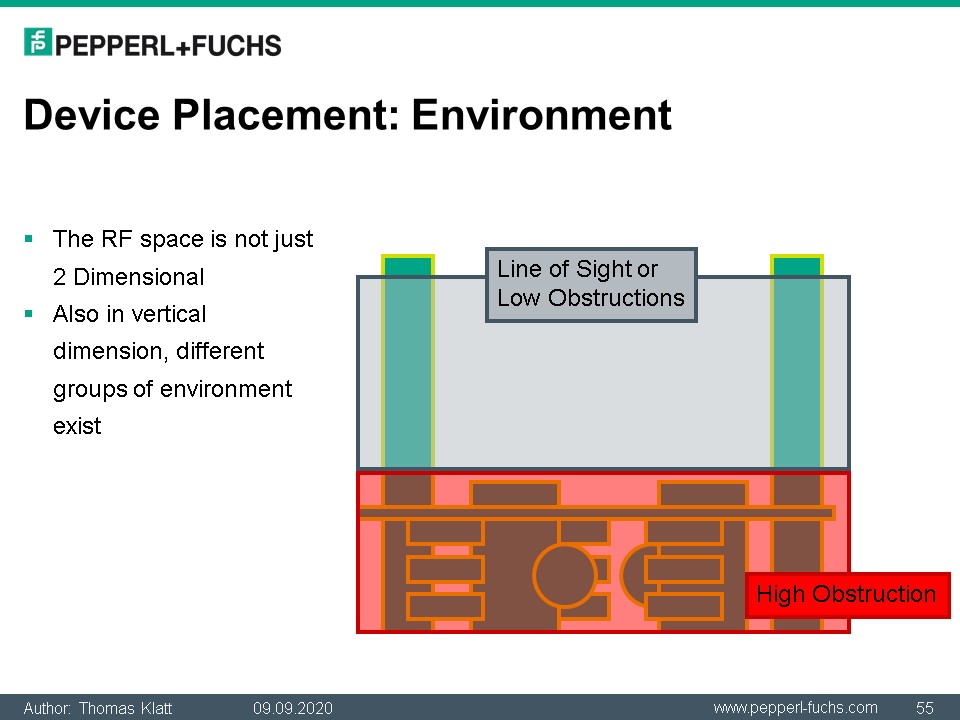 PEPPERL+FUCHS
Device Placement: Environment
▪ The RF space is not just
2 Dimensional
▪ Also in vertical
dimension, different
groups of environment
exist
Line of Sight or
Low Obstructions
High Obstruction
Author: Thomas Klatt 09.09.2020 www.pepperl-fuchs.com 55